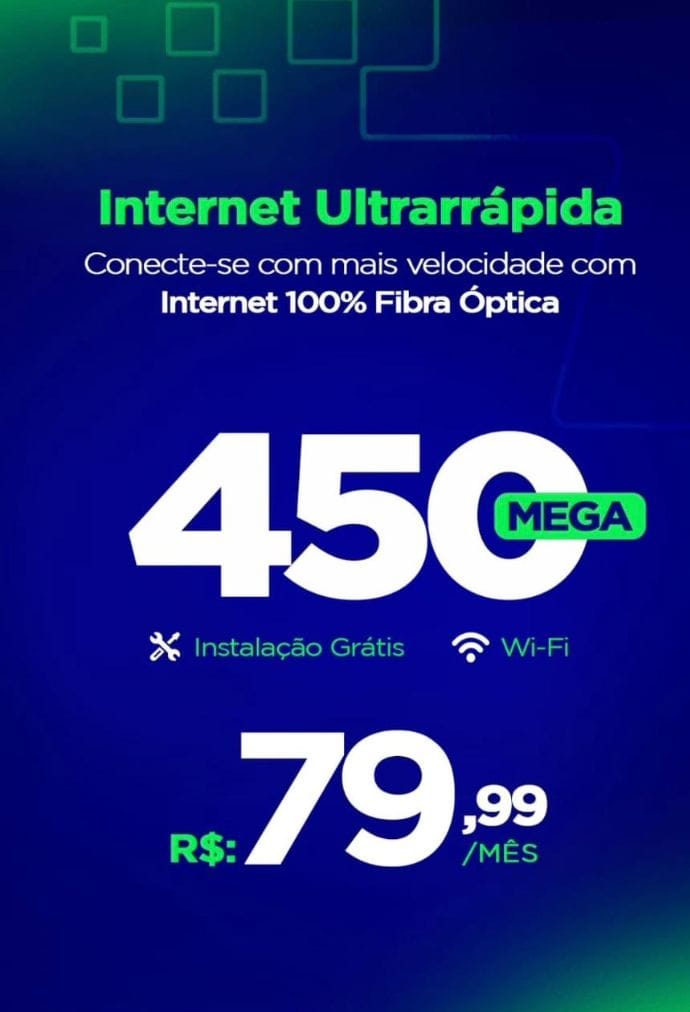 Internet Ultrarrápida
Conecte-se com mais velocidade com
Internet 100% Fibra Óptica
450 MEGA
Instalação Grátis Wi-Fi
R$: 79,99 /MÊS